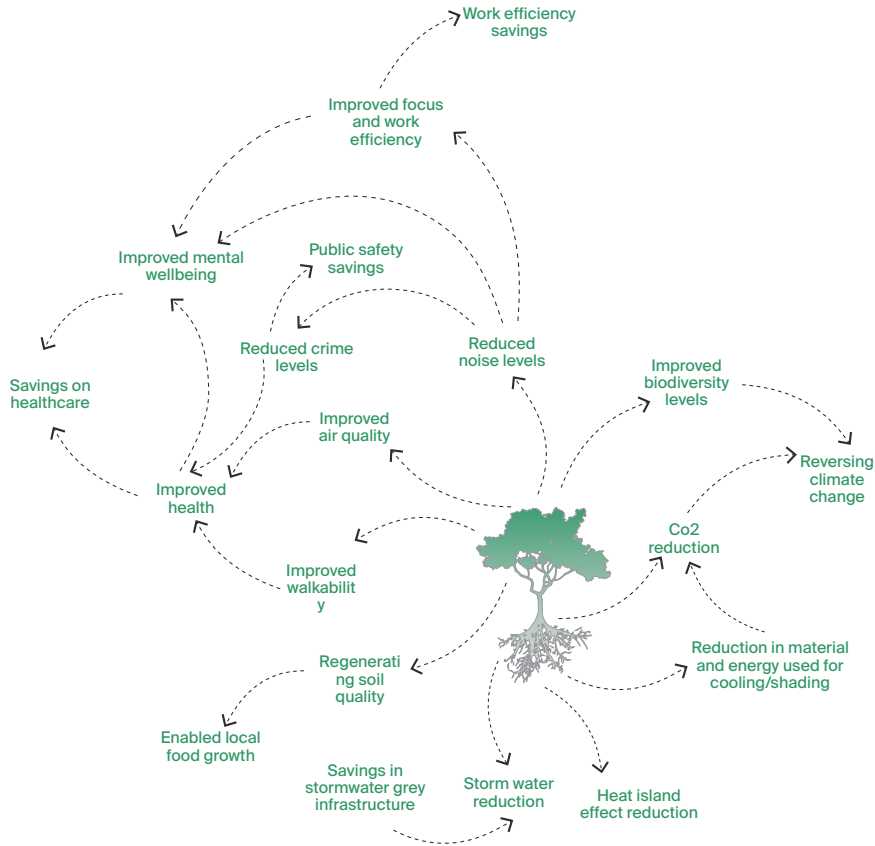 Work efficiency
savings
Improved focus
and work
efficiency
Improved mental
wellbeing
Public safety
savings
Reduced crime
levels
Reduced
noise levels
Savings on
healthcare
Improved
biodiversity
levels
Improved
air quality
Reversing
climate
change
Improved
health
Co2
reduction
Improved
walkabilit
y
Reduction in material
and energy used for
cooling/shading
Regenerati
ng soil
quality
Enabled local
food growth
Savings in
stormwater grey
infrastructure
Storm water
reduction
Heat island
effect reduction